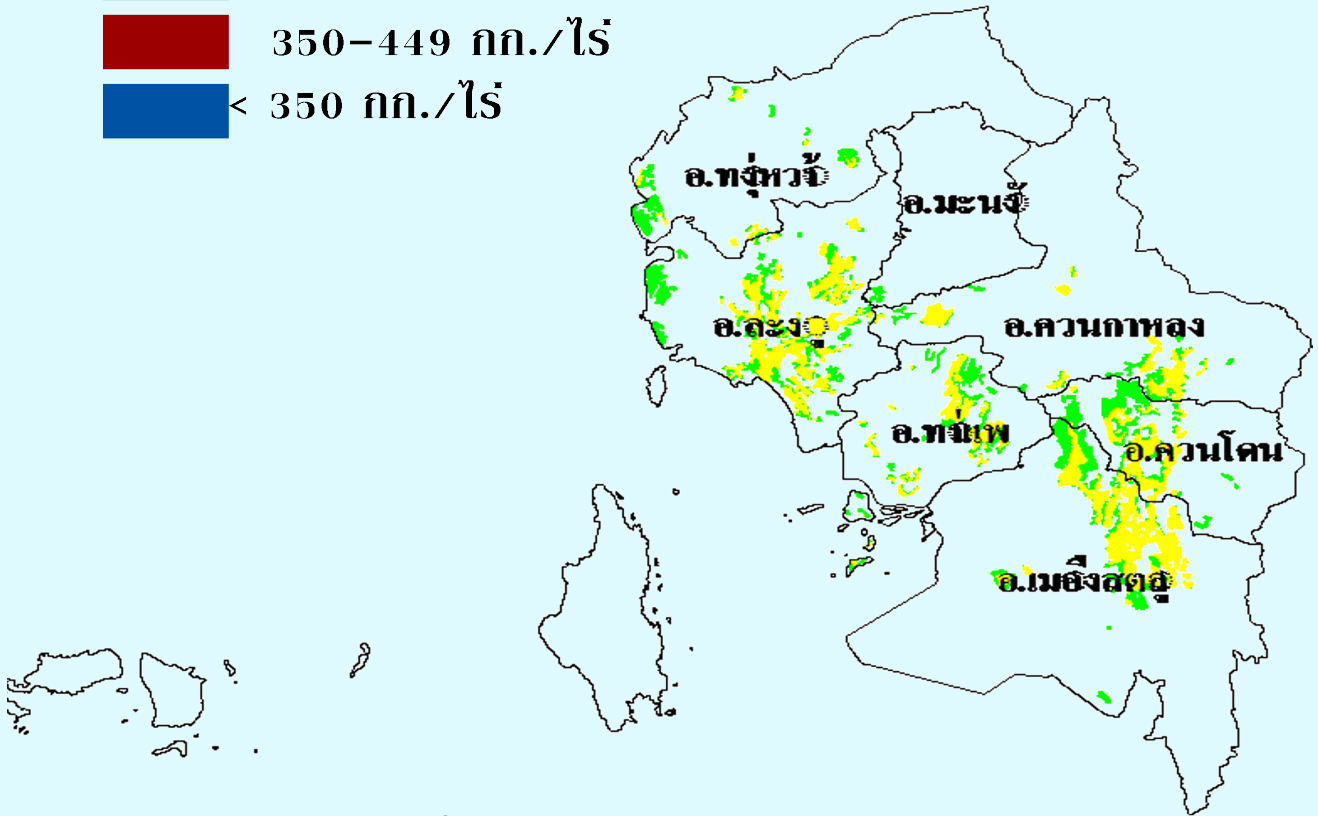 350-449 กก./ไร่
< 350 กก./ไร่
อ.ทุ่งหว้า
อ.มะนัง
อ.ละงู
อ.ควนกาหลง
อ.ท่าแพ
อ.ควนโดน
อ.เมืองสตูล